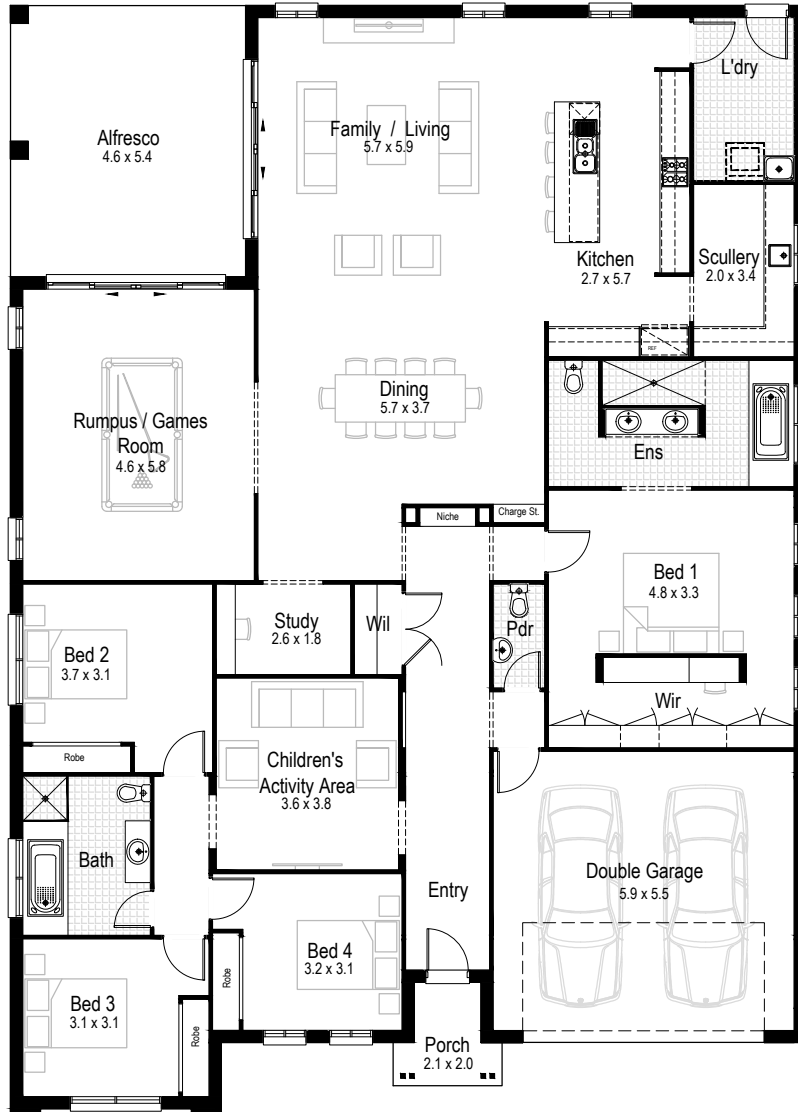 L'dry
Alfresco
4.6 x 5.4
Family / Living
5.7 x 5.9
Kitchen
2.7 x 5.7
Scullery
2.0 x 3.4
REF
Dining
5.7 x 3.7
Rumpus / Games
Room
4.6 x 5.8
Ens
Niche
Charge St.
Bed 1
4.8 x 3.3
Study
2.6 x 1.8
Wil
Pdr
Bed 2
3.7 x 3.1
Wir
Robe
Children's
Activity Area
3.6 x 3.8
Bath
Double Garage
5.9 x 5.5
Entry
Bed 4
3.2 x 3.1
Robe
Bed 3
3.1 x 3.1
Robe
Porch
2.1 x 2.0